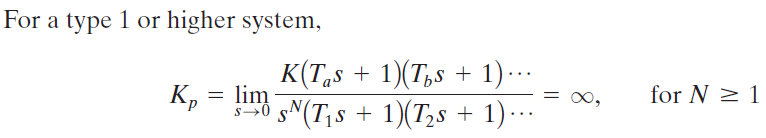 For a type 1 or higher system,
K_p = lim_{s→0} \frac{K(T_a s + 1)(T_b s + 1)⋯}{s^N(T_1 s + 1)(T_2 s + 1)⋯} = ∞, for N ≥ 1